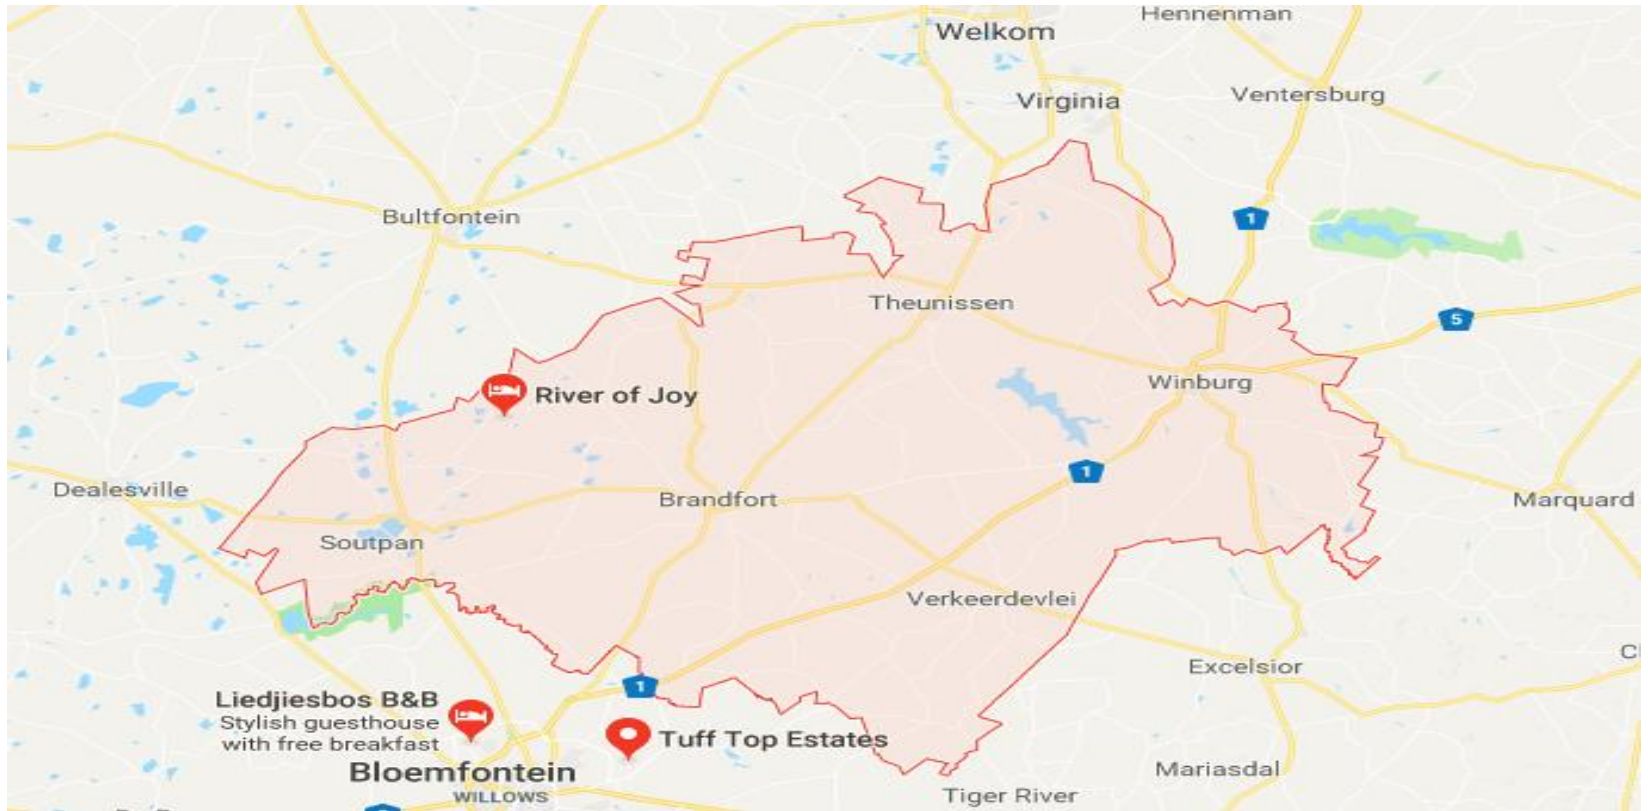 Hennenman
Welkom
Virginia
Ventersburg
1
Bultfontein
Theunissen
5
Winburg
River of Joy
1
Dealesville
Brandfort
Marquard
Soutpan
Verkeerdevlei
Excelsior
1
Liedjiesbos B&B
Stylish guesthouse
with free breakfast
Tuff Top Estates
Bloemfontein
WILLOWS
Mariasdal
Tiger River